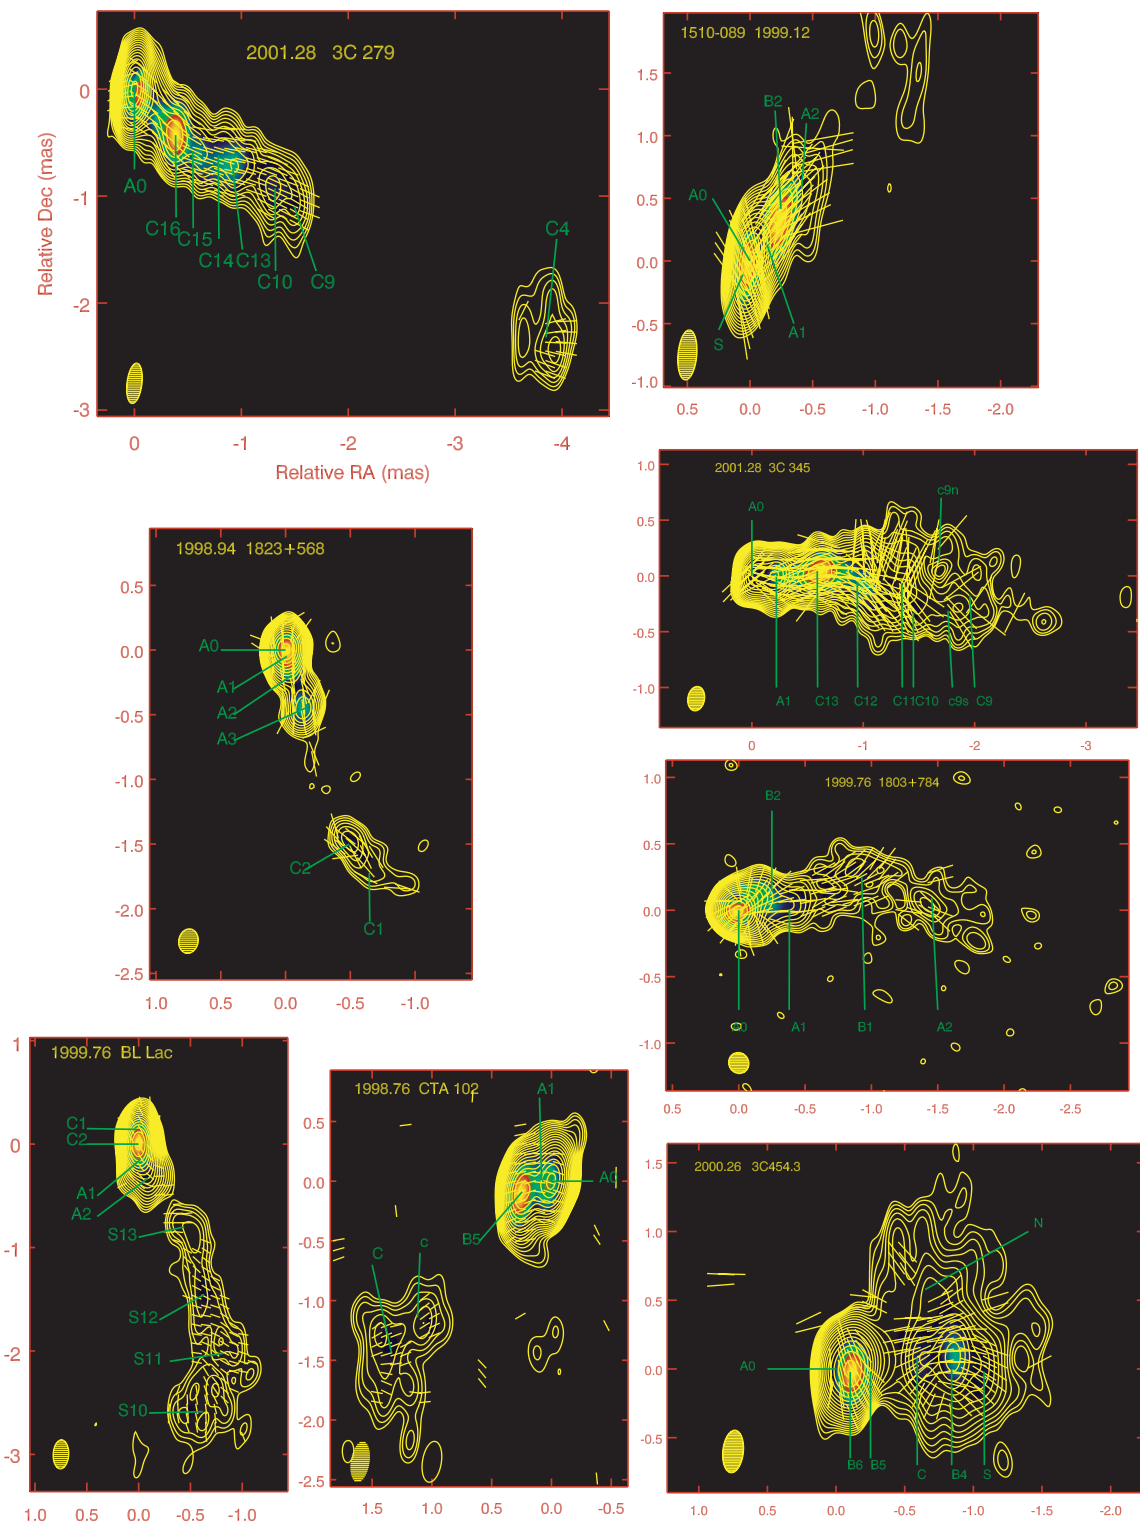 2001.28 3C 279
0
-1
-2
-3
Relative Dec (mas)
A0
C16
C15
C14
C13
C10
C9
C4
0
-1
-2
-3
-4
Relative RA (mas)
1510-089 1999.12
1.5
1.0
0.5
0.0
-0.5
-1.0
B2
A2
A0
A1
S
0.5
0.0
-0.5
-1.0
-1.5
-2.0
2001.28 3C 345
1.0
0.5
0.0
-0.5
-1.0
A0
c9n
A1
C13
C12
C11
C10
c9s
C9
0
-1
-2
-3
1998.94 1823+568
0.5
0.0
-0.5
-1.0
-1.5
-2.0
-2.5
A0
A1
A2
A3
C2
C1
1.0
0.5
0.0
-0.5
-1.0
1999.76 1803+784
1.0
0.5
0.0
-0.5
-1.0
B2
A0
A1
B1
A2
0.5
0.0
-0.5
-1.0
-1.5
-2.0
-2.5
1999.76 BL Lac
1
0
-1
-2
-3
C1
C2
A1
A2
S13
S12
S11
S10
1.0
0.0
-0.5
-1.0
1998.76 CTA 102
0.5
0.0
-0.5
-1.0
-1.5
-2.0
-2.5
A1
A0
B5
C
c
1.5
1.0
0.5
0.0
-0.5
2000.26 3C454.3
1.5
1.0
0.5
0.0
-0.5
N
A0
B6
B5
C
B4
S
1.0
0.5
0.0
-0.5
-1.0
-1.5
-2.0